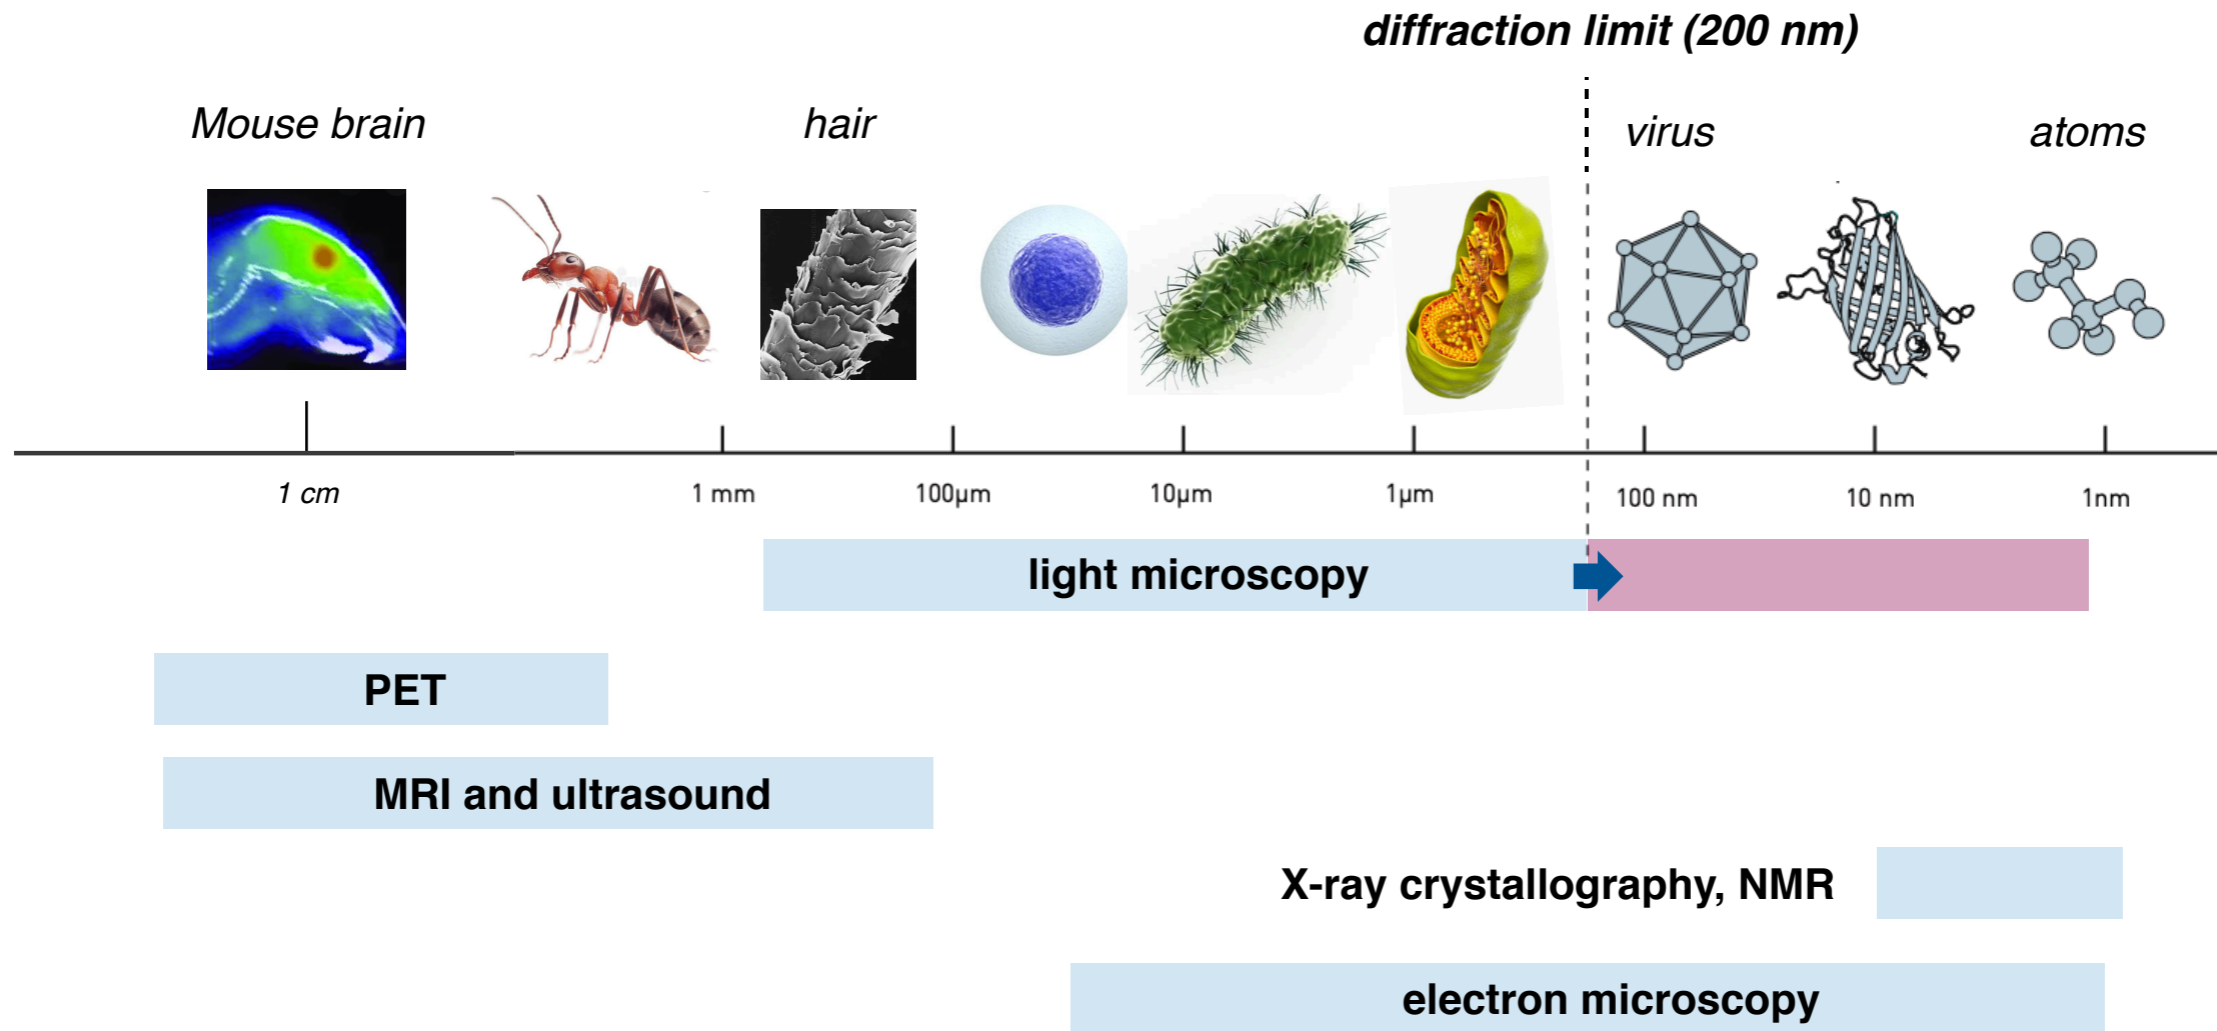 diffraction limit (200 nm)
Mouse brain
hair
virus
atoms
1 cm
1 mm
100µm
10µm
1µm
100 nm
10 nm
1nm
light microscopy
PET
MRI and ultrasound
X-ray crystallography, NMR
electron microscopy